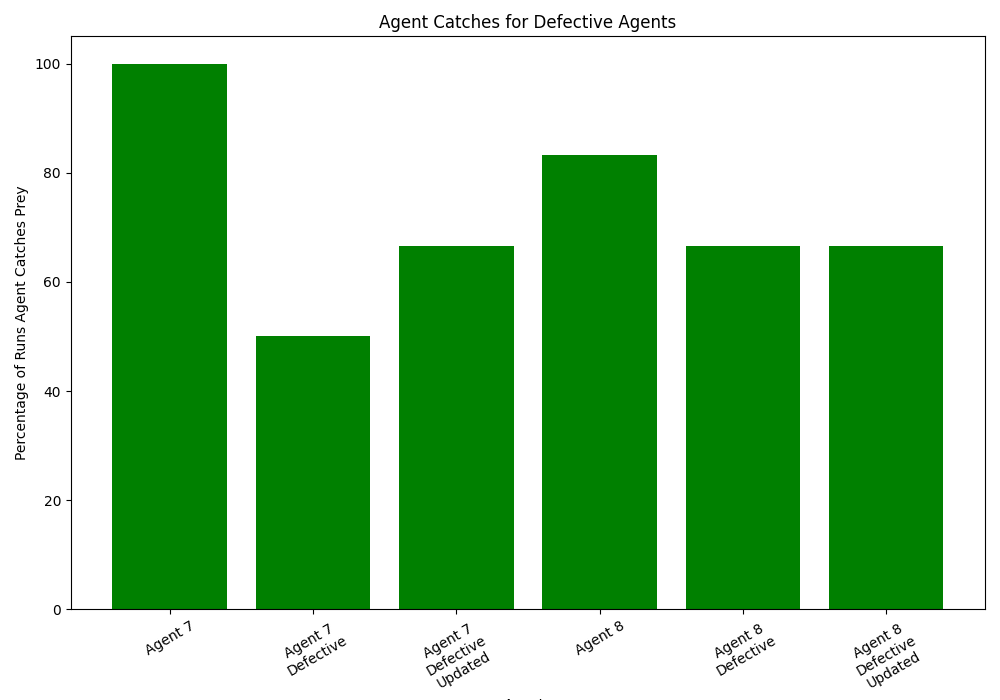 Agent Catches for Defective Agents
Percentage of Runs Agent Catches Prey
100
80
60
40
20
0
Agent 7
Agent 7
Defective
Agent 7
Defective
Updated
Agent 8
Agent 8
Defective
Agent 8
Defective
Updated